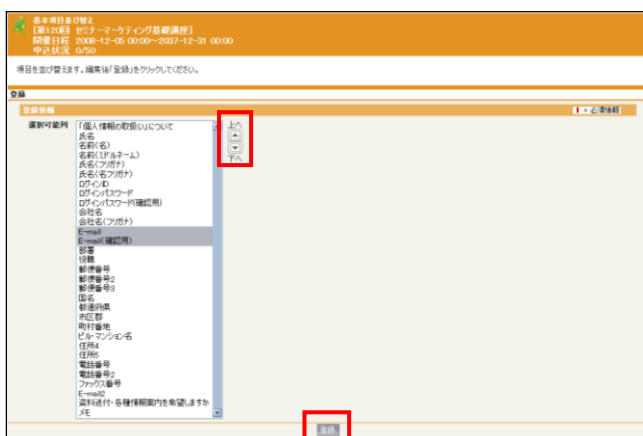 基本項目並び替え
[第120回 セミナーマーケティング基礎講座]
開催日程 2008-12-05 00:00~2037-12-31 00:00
申込状況 0/50
項目を並び替えます。編集後「登録」をクリックしてください。
登録
登録情報
! = 必須情報
選択可能列
「個人情報の取扱い」について
氏名
名前(名)
名前(ミドルネーム)
氏名(フリガナ)
氏名(名フリガナ)
ログインID
ログインパスワード
ログインパスワード(確認用)
会社名
会社名(フリガナ)
E-mail
E-mail(確認用)
部署
役職
郵便番号
郵便番号2
郵便番号3
国名
都道府県
市区郡
町村番地
ビル・マンション名
住所4
住所5
電話番号
電話番号2
ファックス番号
E-mail2
資料送付・各種情報案内を希望しますか
メモ
上へ
下へ
登録